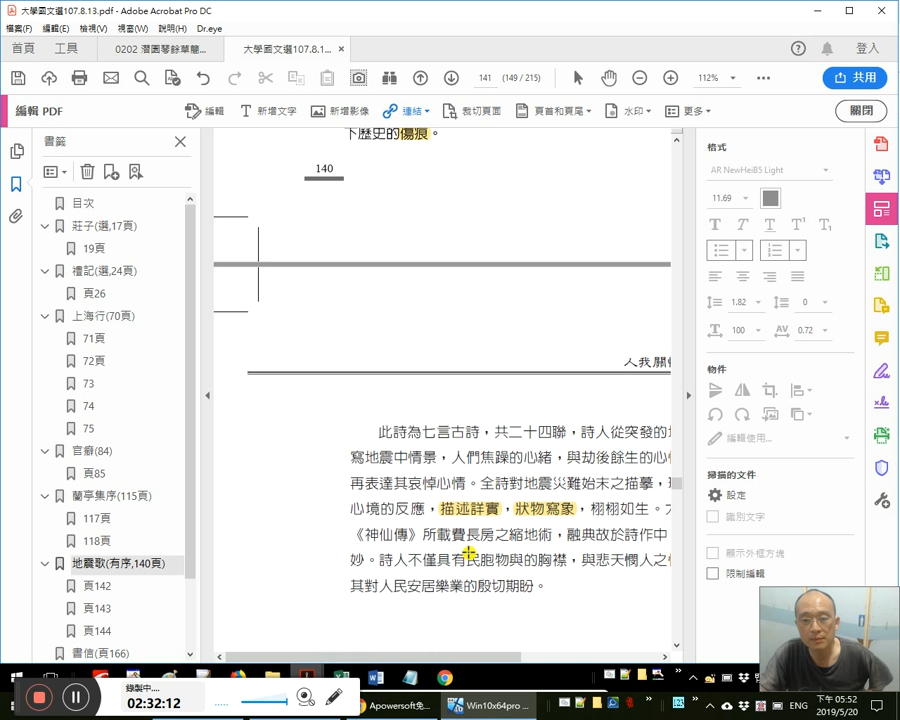 大學國文選107.8.13.pdf - Adobe Acrobat Pro DC
檔案(F) 編輯(E) 檢視(V) 視窗(W) 說明(H) Dr.eye
首頁 工具 0202 潛園琴餘草簡... 大學國文選107.8.1... ×
登入
141 (149 / 215) 112% 共用
編輯 PDF 編輯 新增文字 新增影像 連結 裁切頁面 頁首和頁尾 浮水印 更多 關閉
書籤
目次
莊子(選,17頁)
19頁
禮記(選,24頁)
頁26
上海行(70頁)
71頁
72頁
73
74
75
官癖(84)
頁85
蘭亭集序(115頁)
117頁
118頁
地震歌(有序,140頁)
頁142
頁143
頁144
書信(頁166)
下歷史的傷痕。
140
人我關
此詩為七言古詩,共二十四聯,詩人從突發的
寫地震中情景,人們焦躁的心緒,與劫後餘生的心
再表達其哀悼心情。全詩對地震災難始末之描摹,
心境的反應,描述詳實,狀物寫象,栩栩如生。
《神仙傳》所載費長房之縮地術,融典故於詩作中
妙。詩人不僅具有民胞物與的胸襟,與悲天憫人之
其對人民安居樂業的殷切期盼。
格式
AR NewHeiB5 Light
11.69
1.82 0
100 0.72
物件
編輯使用...
掃描的文件
設定
識別文字
顯示外框方塊
限制編輯
錄製中....
02:32:12
Apowersoft免...
Win10x64pro ...
ENG
下午 05:52
2019/5/20